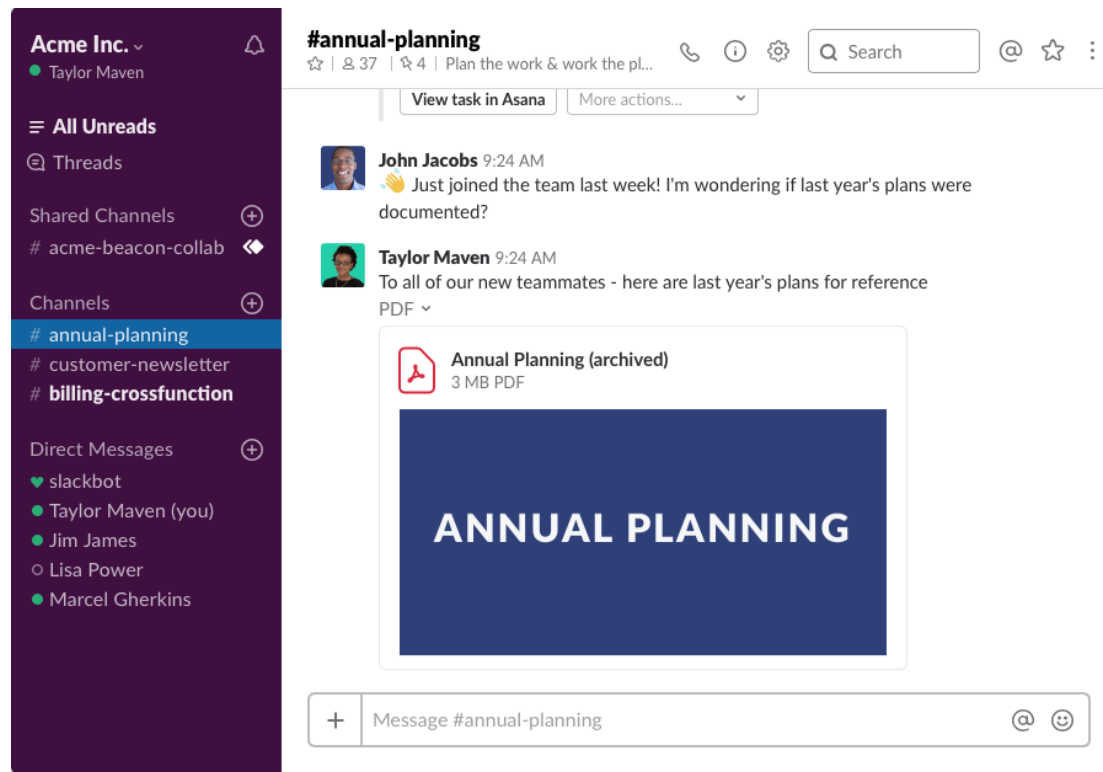 Acme Inc.
Taylor Maven
All Unreads
Threads
Shared Channels
# acme-beacon-collab
Channels
# annual-planning
# customer-newsletter
# billing-crossfunction
Direct Messages
slackbot
Taylor Maven (you)
Jim James
Lisa Power
Marcel Gherkins
#annual-planning
37 | 4 | Plan the work & work the pl...
Search
View task in Asana
More actions...
John Jacobs 9:24 AM
👋 Just joined the team last week! I'm wondering if last year's plans were
documented?
Taylor Maven 9:24 AM
To all of our new teammates - here are last year's plans for reference
PDF
Annual Planning (archived)
3 MB PDF
ANNUAL PLANNING
Message #annual-planning